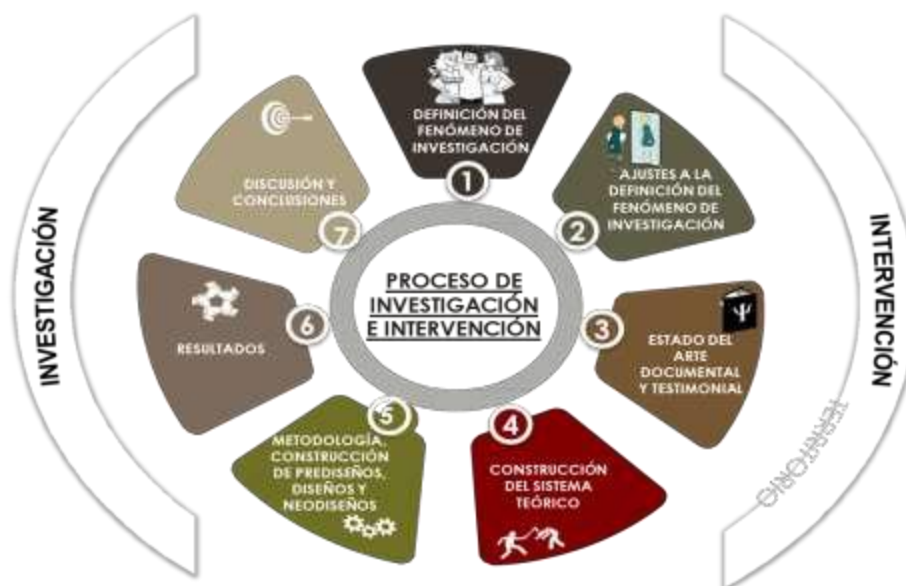 INVESTIGACIÓN
DEFINICIÓN DEL
FENÓMENO DE
INVESTIGACIÓN
1
AJUSTES A LA
DEFINICIÓN DEL
FENÓMENO DE
INVESTIGACIÓN
2
ESTADO DEL
ARTE
DOCUMENTAL
Y TESTIMONIAL
3
4
CONSTRUCCIÓN
DEL SISTEMA
TEÓRICO
5
METODOLOGÍA,
CONSTRUCCIÓN
DE PREDISEÑOS,
DISEÑOS Y
NEODISEÑOS
6
RESULTADOS
DISCUSIÓN Y
CONCLUSIONES
7
PROCESO DE
INVESTIGACIÓN
E INTERVENCIÓN
INTERVENCIÓN
TERRITORIO
Ψ